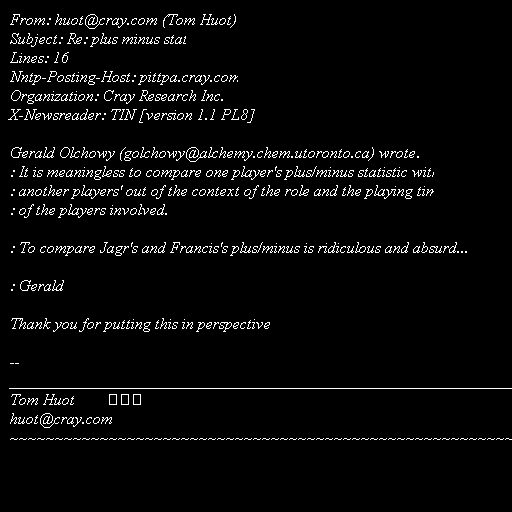 From: huot@cray.com (Tom Huot)
Subject: Re: plus minus stat
Lines: 16
Nntp-Posting-Host: pittpa.cray.com
Organization: Cray Research Inc.
X-Newsreader: TIN [version 1.1 PL8]
Gerald Olchowy (golchowy@alchemy.chem.utoronto.ca) wrote:
: It is meaningless to compare one player's plus/minus statistic with
: another players' out of the context of the role and the playing time
: of the players involved.
: To compare Jagr's and Francis's plus/minus is ridiculous and absurd...
: Gerald
Thank you for putting this in perspective
--
Tom Huot
huot@cray.com